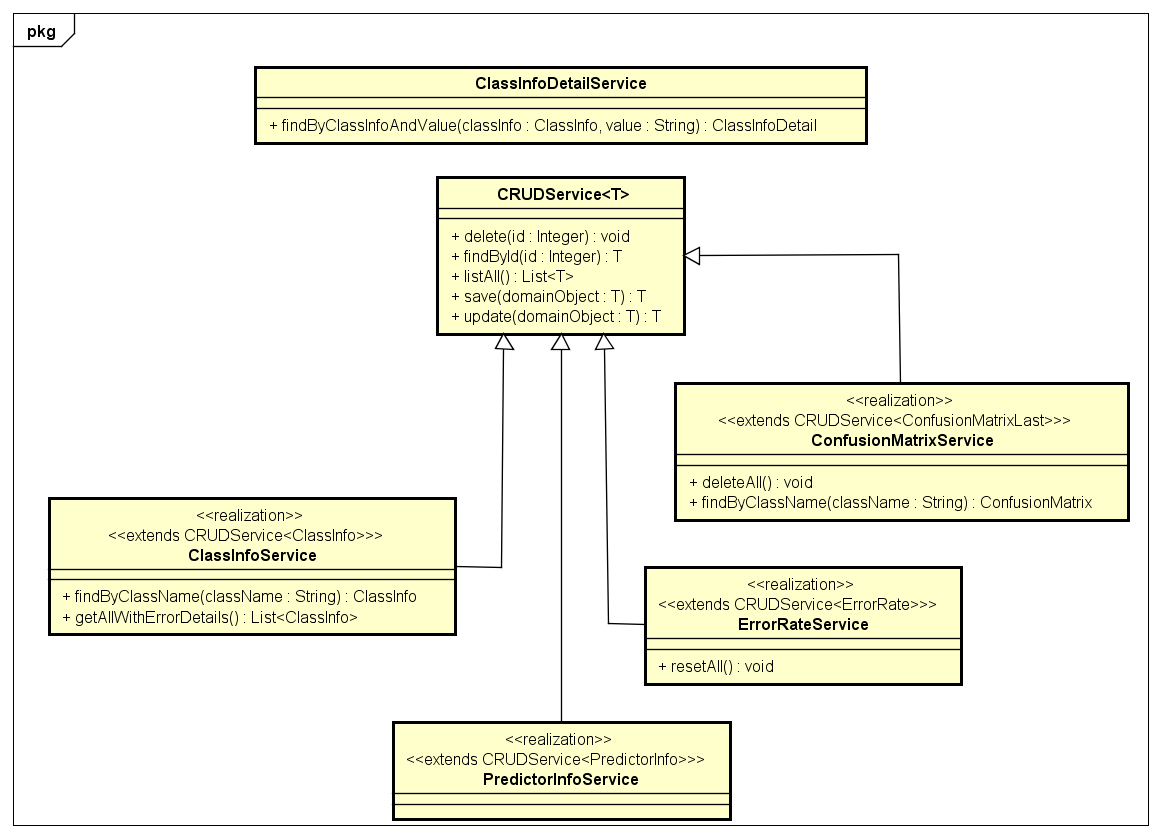 pkg
ClassInfoDetailService
+ findByClassInfoAndValue(classInfo : ClassInfo, value : String) : ClassInfoDetail
CRUDService<T>
+ delete(id : Integer) : void
+ findById(id : Integer) : T
+ listAll() : List<T>
+ save(domainObject : T) : T
+ update(domainObject : T) : T
<<realization>>
<<extends CRUDService<ConfusionMatrixLast>>>
ConfusionMatrixService
+ deleteAll() : void
+ findByClassName(className : String) : ConfusionMatrix
<<realization>>
<<extends CRUDService<ClassInfo>>>
ClassInfoService
+ findByClassName(className : String) : ClassInfo
+ getAllWithErrorDetails() : List<ClassInfo>
<<realization>>
<<extends CRUDService<ErrorRate>>>
ErrorRateService
+ resetAll() : void
<<realization>>
<<extends CRUDService<PredictorInfo>>>
PredictorInfoService